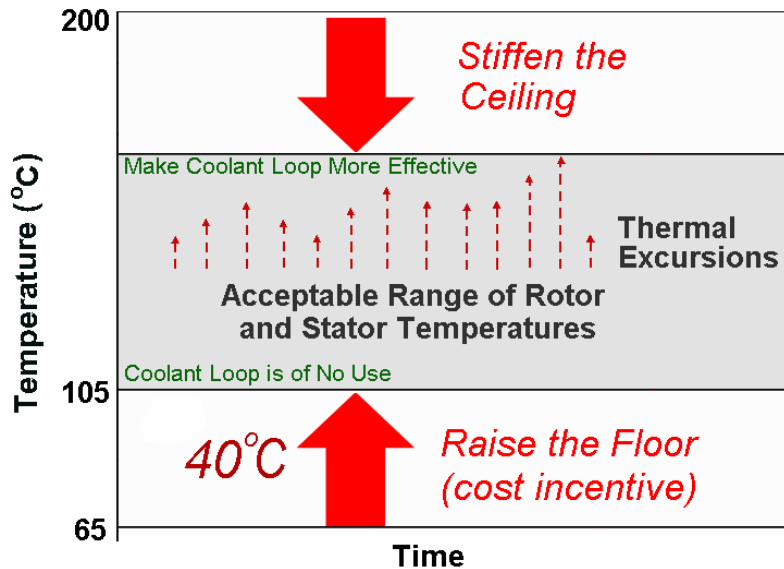 200
Stiffen the
Ceiling
Make Coolant Loop More Effective
Thermal
Excursions
Acceptable Range of Rotor
and Stator Temperatures
Coolant Loop is of No Use
105
40°C
Raise the Floor
(cost incentive)
65
Time
Temperature (°C)